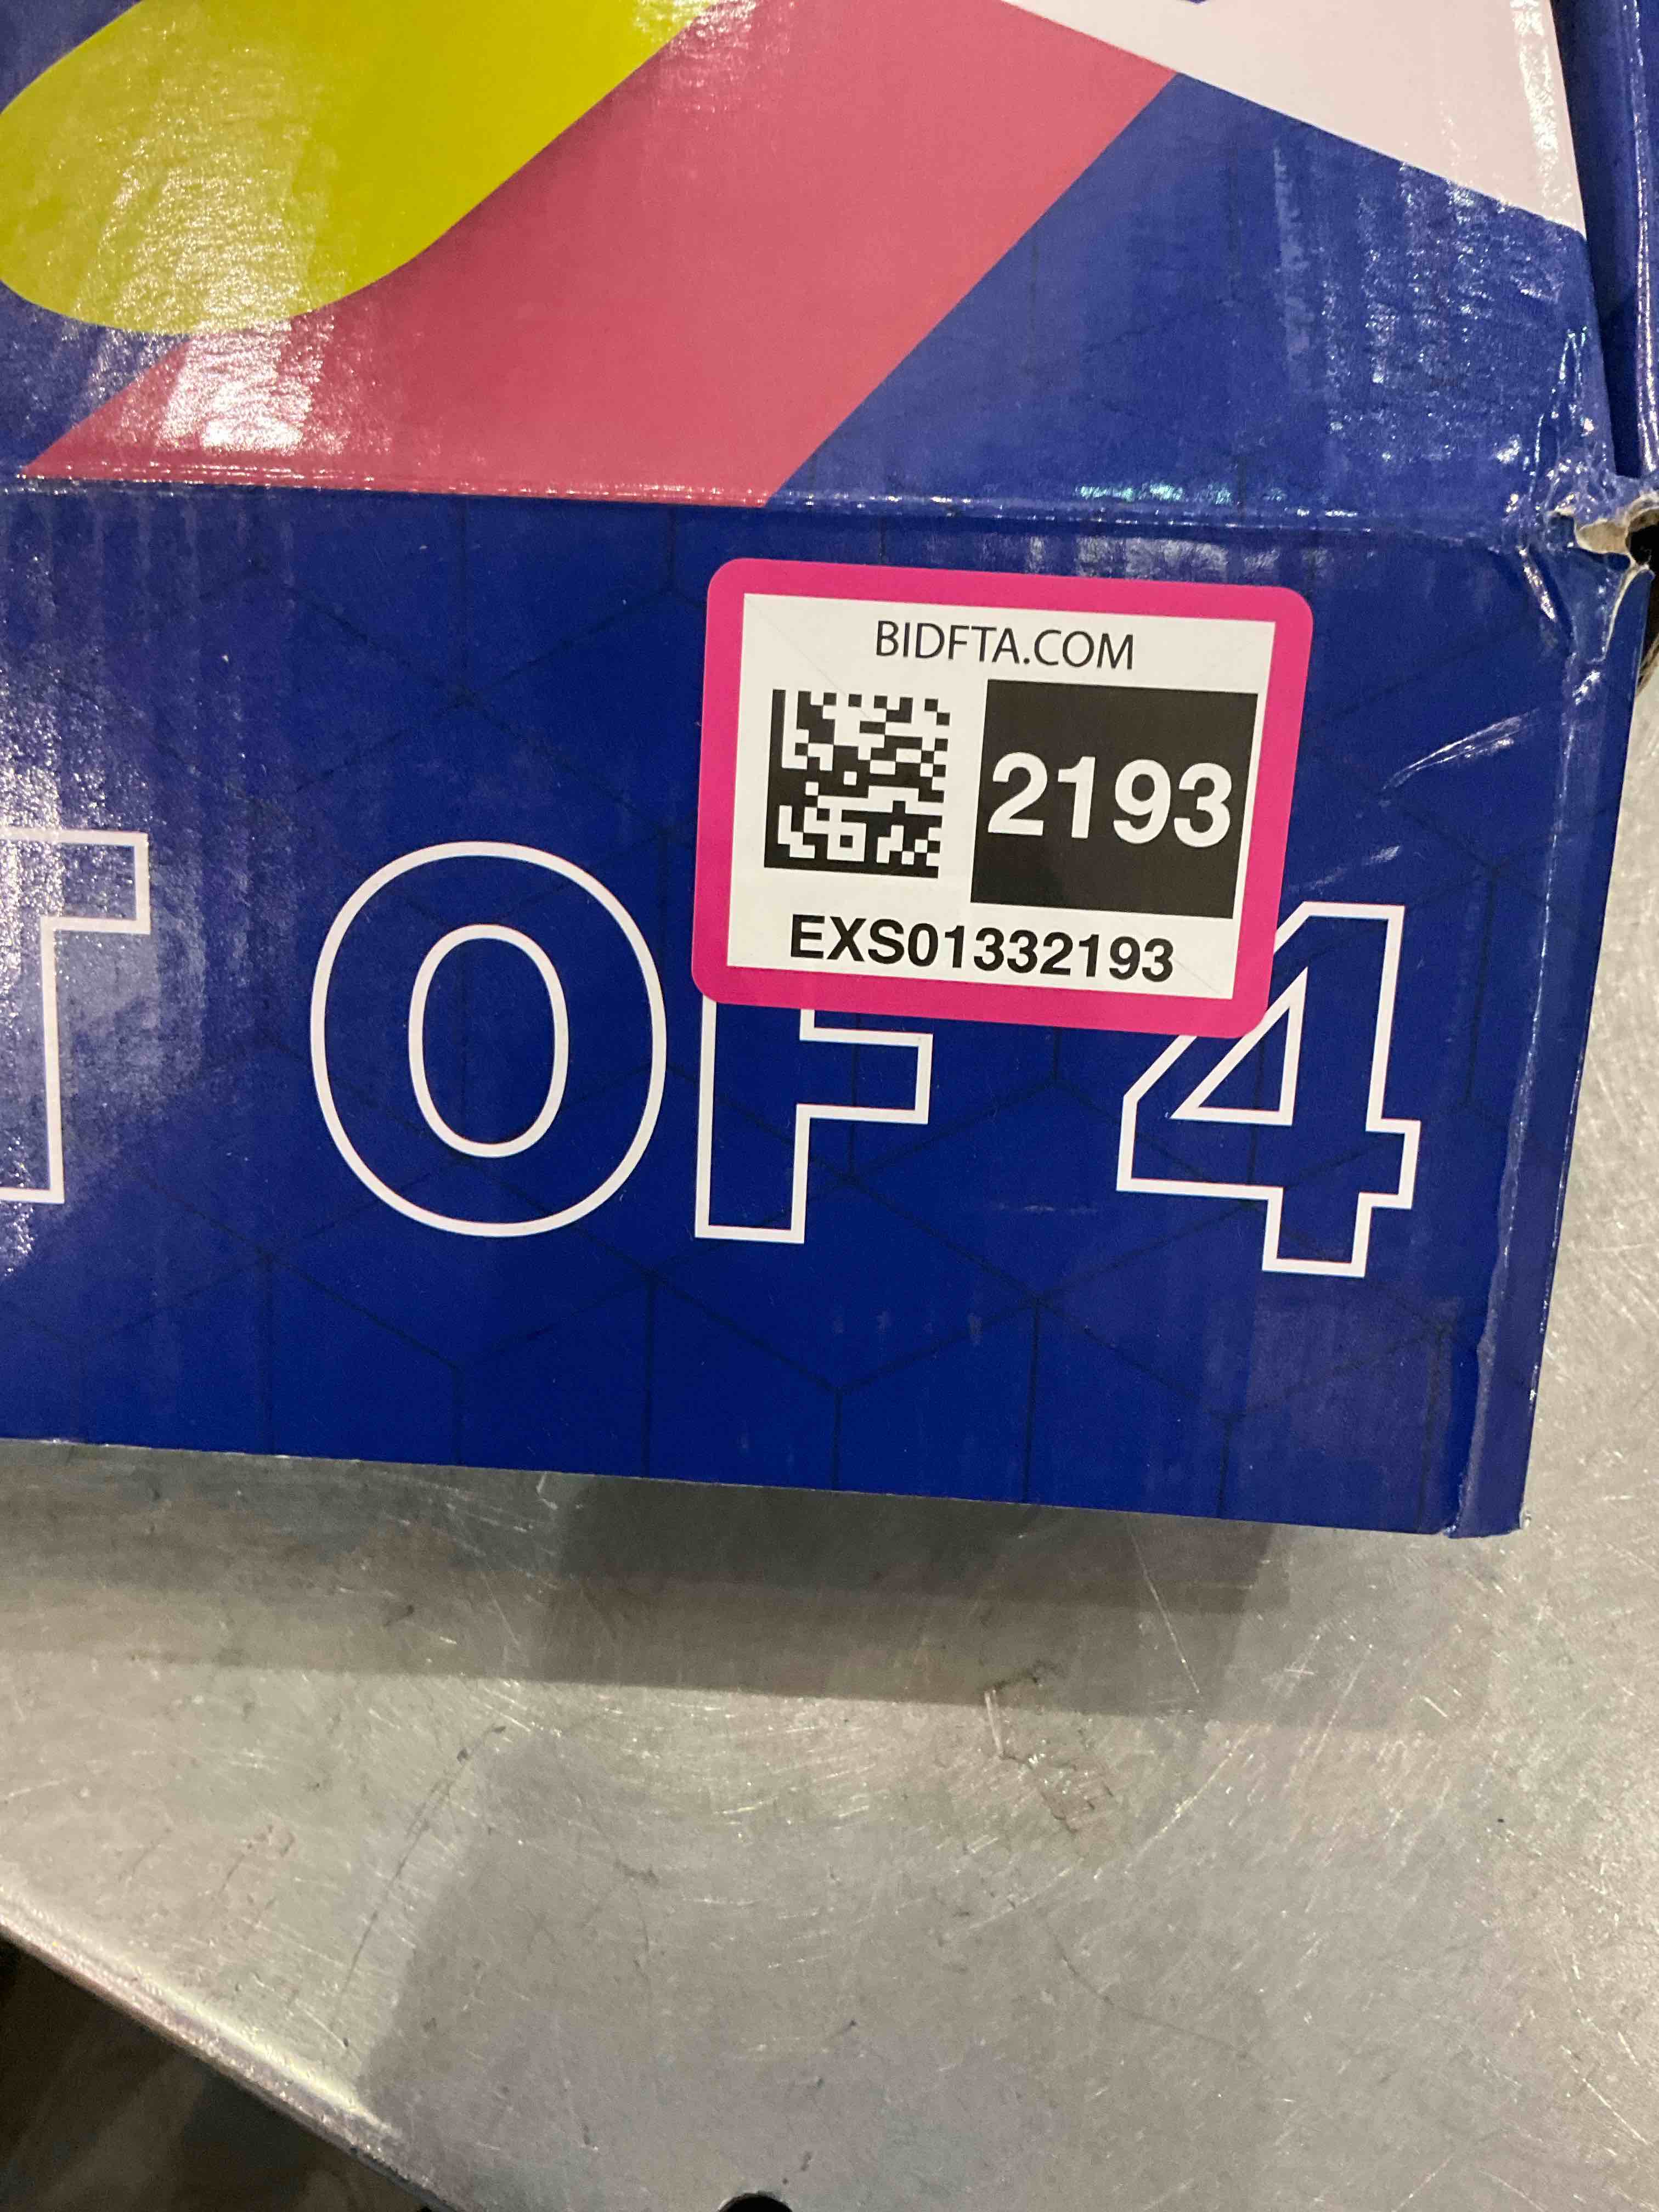 BIDFTA.COM
2193
EXS01332193
T OF 4